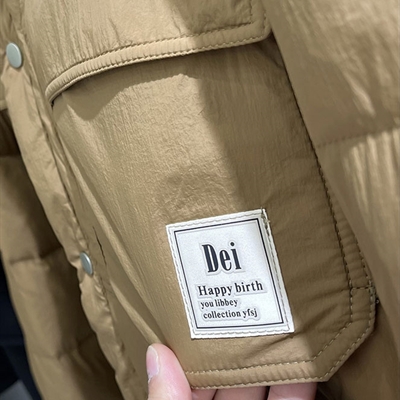 Dei
Happy birth
you libbey
collection yfsj